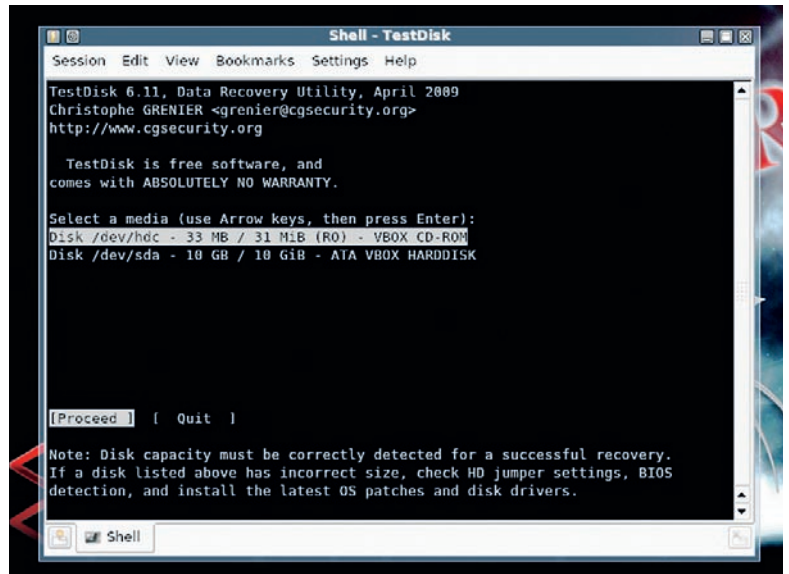 Shell - TestDisk
Session Edit View Bookmarks Settings Help
TestDisk 6.11, Data Recovery Utility, April 2009
Christophe GRENIER <grenier@cgsecurity.org>
http://www.cgsecurity.org
TestDisk is free software, and
comes with ABSOLUTELY NO WARRANTY.
Select a media (use Arrow keys, then press Enter):
Disk /dev/hdc - 33 MB / 31 MiB (RO) - VBOX CD-ROM
Disk /dev/sda - 10 GB / 10 GiB - ATA VBOX HARDDISK
[Proceed ] [ Quit ]
Note: Disk capacity must be correctly detected for a successful recovery.
If a disk listed above has incorrect size, check HD jumper settings, BIOS
detection, and install the latest OS patches and disk drivers.
Shell